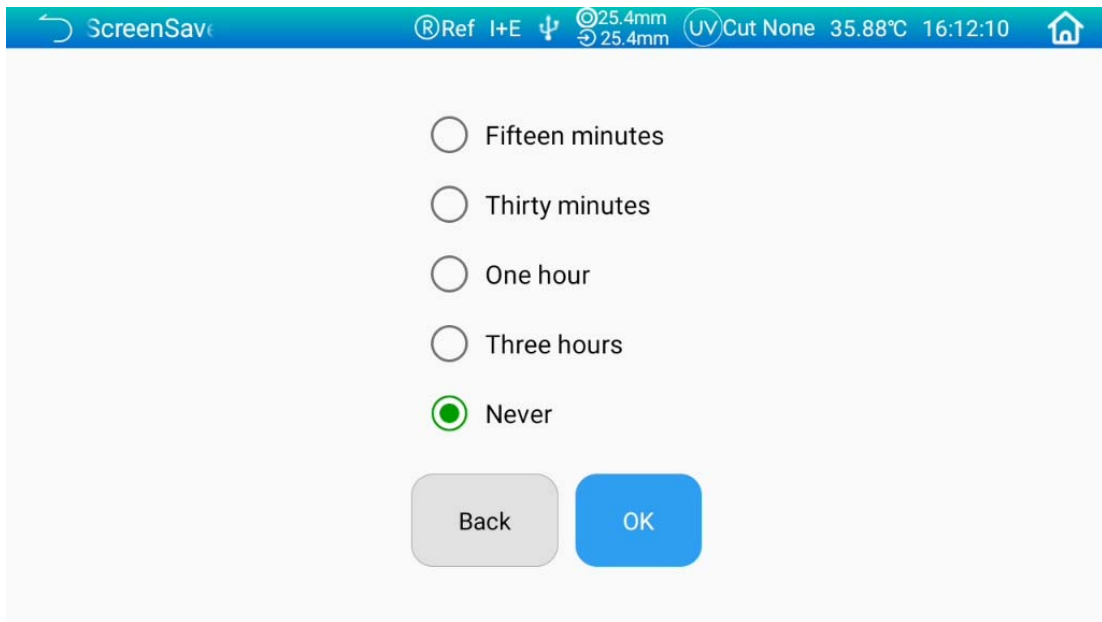 ScreenSave
®Ref I+E 25.4mm UV Cut None 35.88℃ 16:12:10
25.4mm
Fifteen minutes
Thirty minutes
One hour
Three hours
Never
Back OK